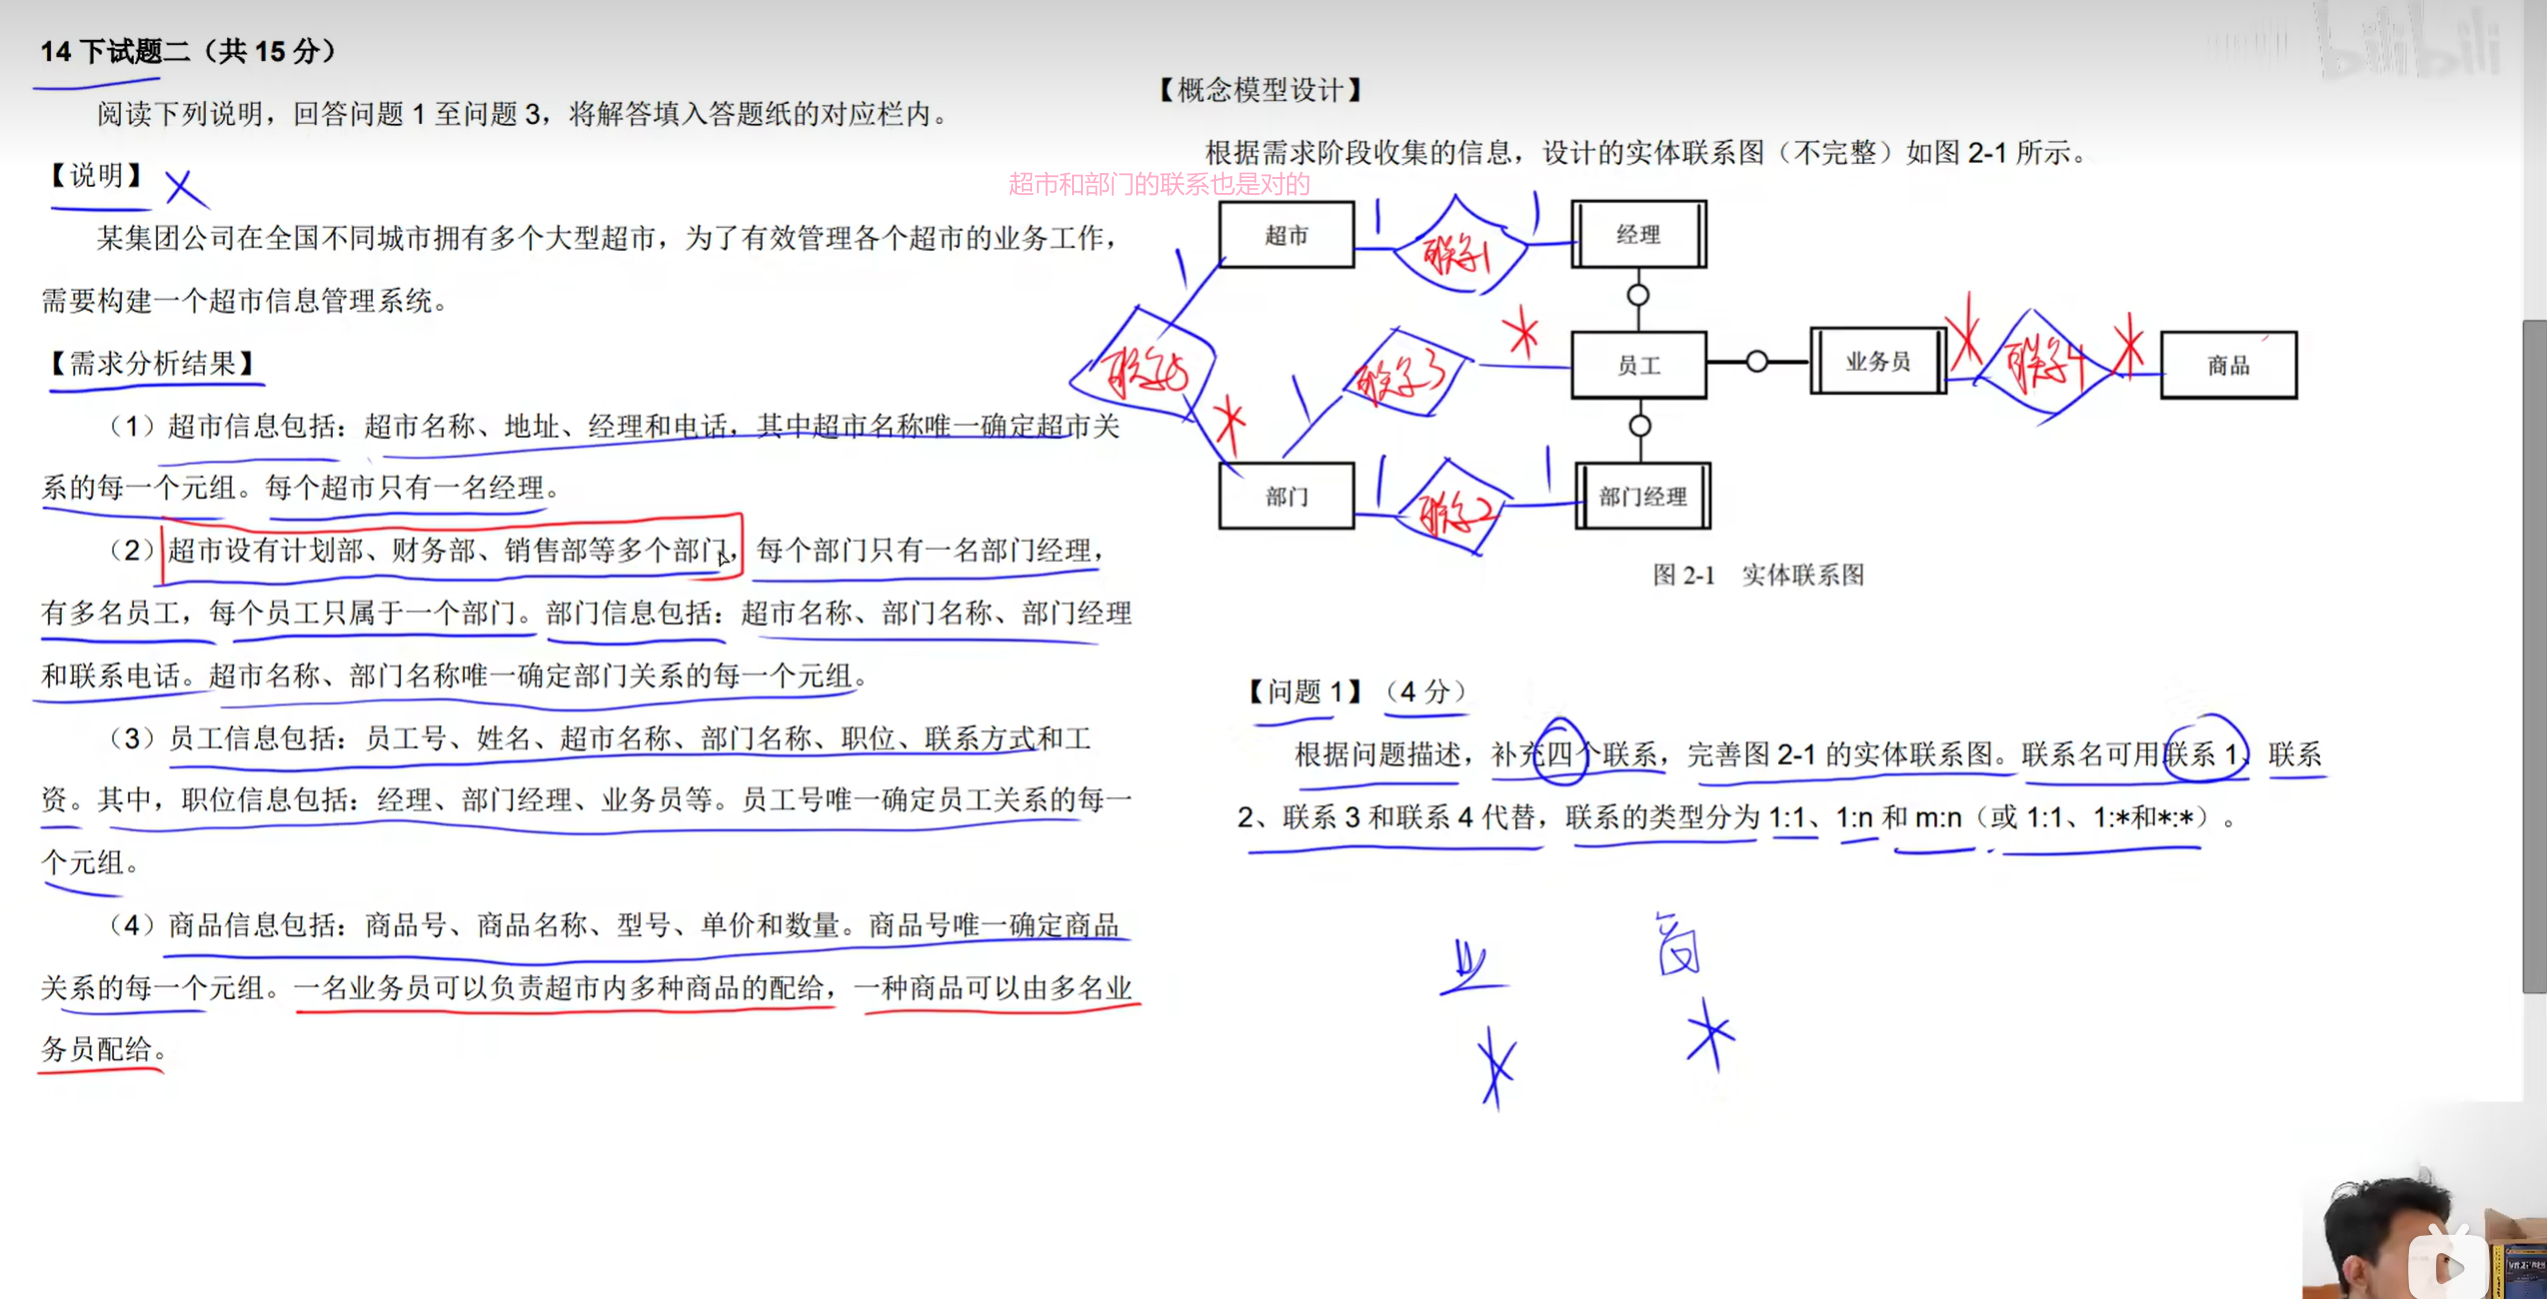 14 下试题二（共 15 分）
阅读下列说明，回答问题 1 至问题 3，将解答填入答题纸的对应栏内。
【说明】
某集团公司在全国不同城市拥有多个大型超市，为了有效管理各个超市的业务工作，
需要构建一个超市信息管理系统。
【需求分析结果】
（1）超市信息包括：超市名称、地址、经理和电话，其中超市名称唯一确定超市关
系的每一个元组。每个超市只有一名经理。
（2）超市设有计划部、财务部、销售部等多个部门，每个部门只有一名部门经理，
有多名员工，每个员工只属于一个部门。部门信息包括：超市名称、部门名称、部门经理
和联系电话。超市名称、部门名称唯一确定部门关系的每一个元组。
（3）员工信息包括：员工号、姓名、超市名称、部门名称、职位、联系方式和工
资。其中，职位信息包括：经理、部门经理、业务员等。员工号唯一确定员工关系的每一
个元组。
（4）商品信息包括：商品号、商品名称、型号、单价和数量。商品号唯一确定商品
关系的每一个元组。一名业务员可以负责超市内多种商品的配给，一种商品可以由多名业
务员配给。
bilibili
【概念模型设计】
根据需求阶段收集的信息，设计的实体联系图（不完整）如图 2-1 所示。
超市和部门的联系也是对的
超市 1 联系1 1 经理
1
联系5 1 联系3 * 员工 业务员 * 联系4 * 商品
*
部门 1 联系2 1 部门经理
图 2-1 实体联系图
【问题 1】（4 分）
根据问题描述，补充四个联系，完善图 2-1 的实体联系图。联系名可用联系 1、联系
2、联系 3 和联系 4 代替，联系的类型分为 1:1、1:n 和 m:n（或 1:1、1:*和*:*）。
业 商
* *